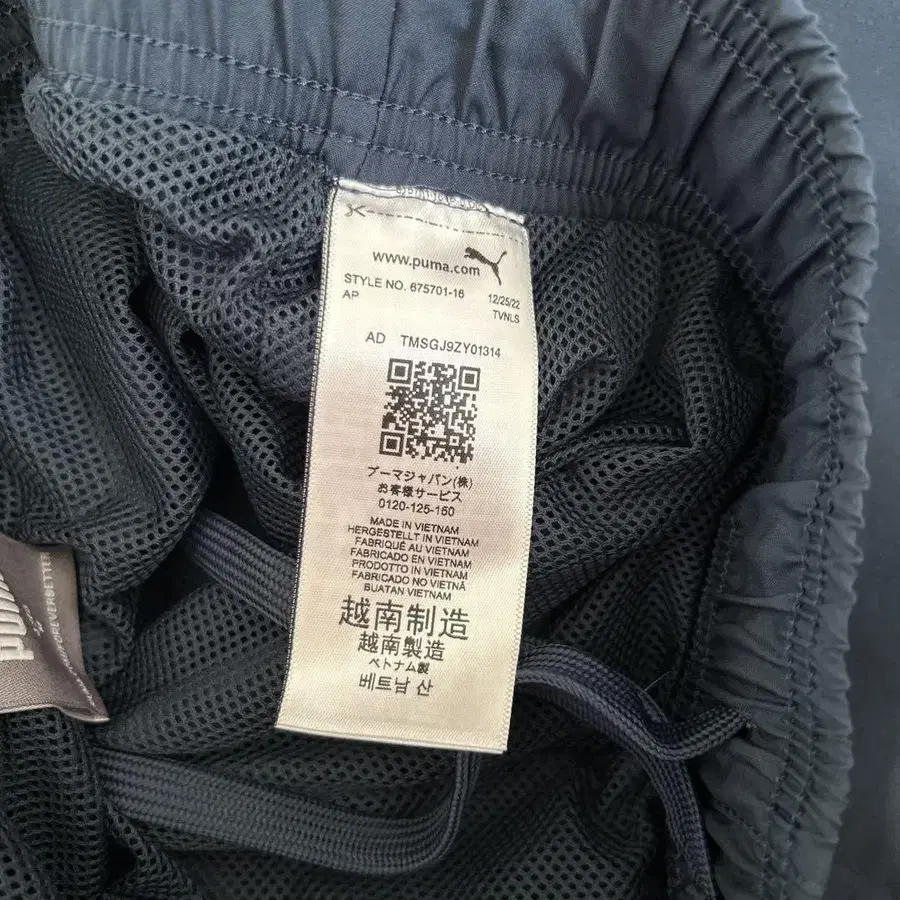 www.puma.com
STYLE NO. 675701-16 12/25/22
AP TVNLS
AD TMSGJ9ZY01314
プーマジャパン(株)
お客様サービス
0120-125-150
MADE IN VIETNAM
HERGESTELLT IN VIETNAM
FABRIQUÉ AU VIETNAM
FABRICADO EN VIETNAM
PRODOTTO IN VIETNAM
FABRICADO NO VIETNÃ
BUATAN VIETNAM
越南制造
越南製造
ベトナム製
베트남 산
PUMA
FOREVERBETTER